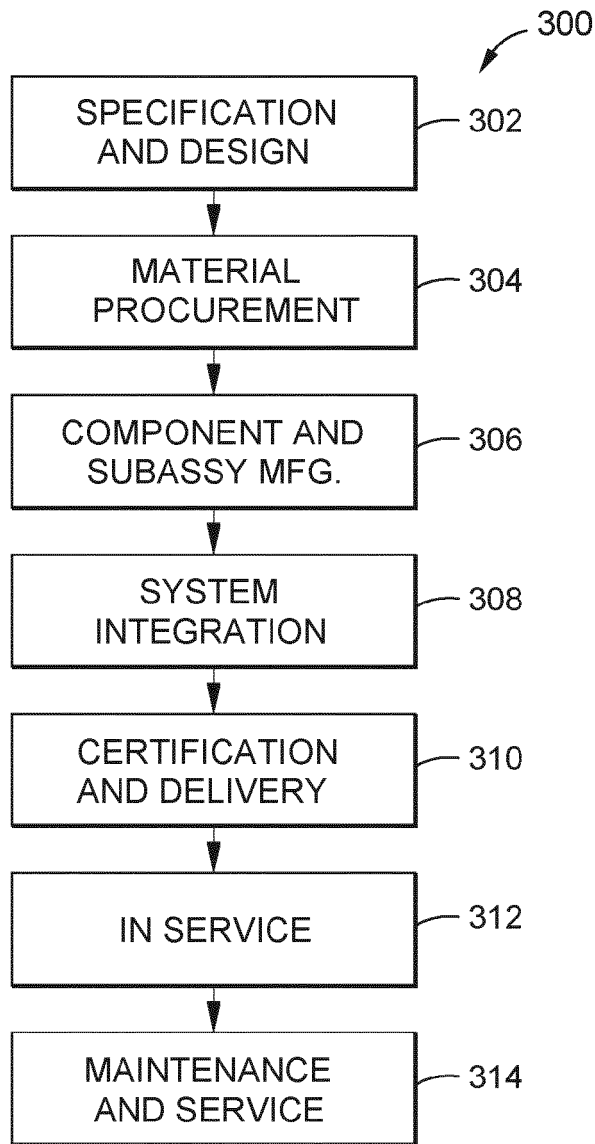 300
SPECIFICATION
AND DESIGN
302
MATERIAL
PROCUREMENT
304
COMPONENT AND
SUBASSY MFG.
306
SYSTEM
INTEGRATION
308
CERTIFICATION
AND DELIVERY
310
IN SERVICE
312
MAINTENANCE
AND SERVICE
314